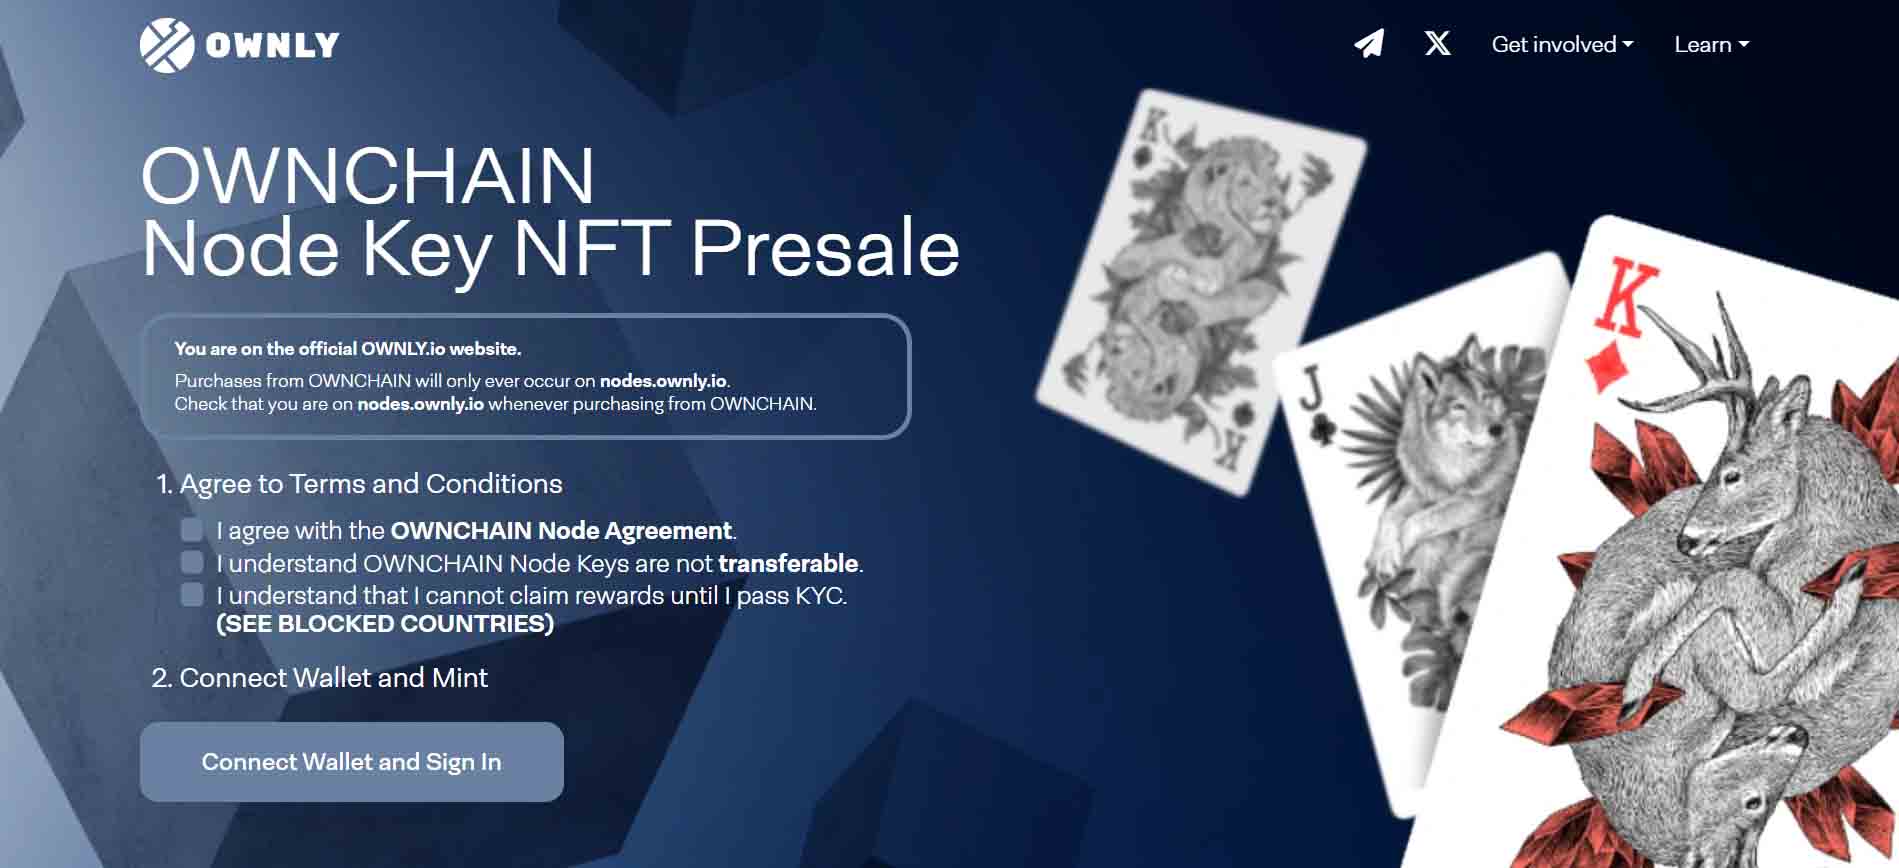 OWNLY
Get involved
Learn
OWNCHAIN
Node Key NFT Presale
You are on the official OWNLY.io website.
Purchases from OWNCHAIN will only ever occur on nodes.ownly.io.
Check that you are on nodes.ownly.io whenever purchasing from OWNCHAIN.
1. Agree to Terms and Conditions
I agree with the OWNCHAIN Node Agreement.
I understand OWNCHAIN Node Keys are not transferable.
I understand that I cannot claim rewards until I pass KYC.
(SEE BLOCKED COUNTRIES)
2. Connect Wallet and Mint
Connect Wallet and Sign In
K
K
J
K